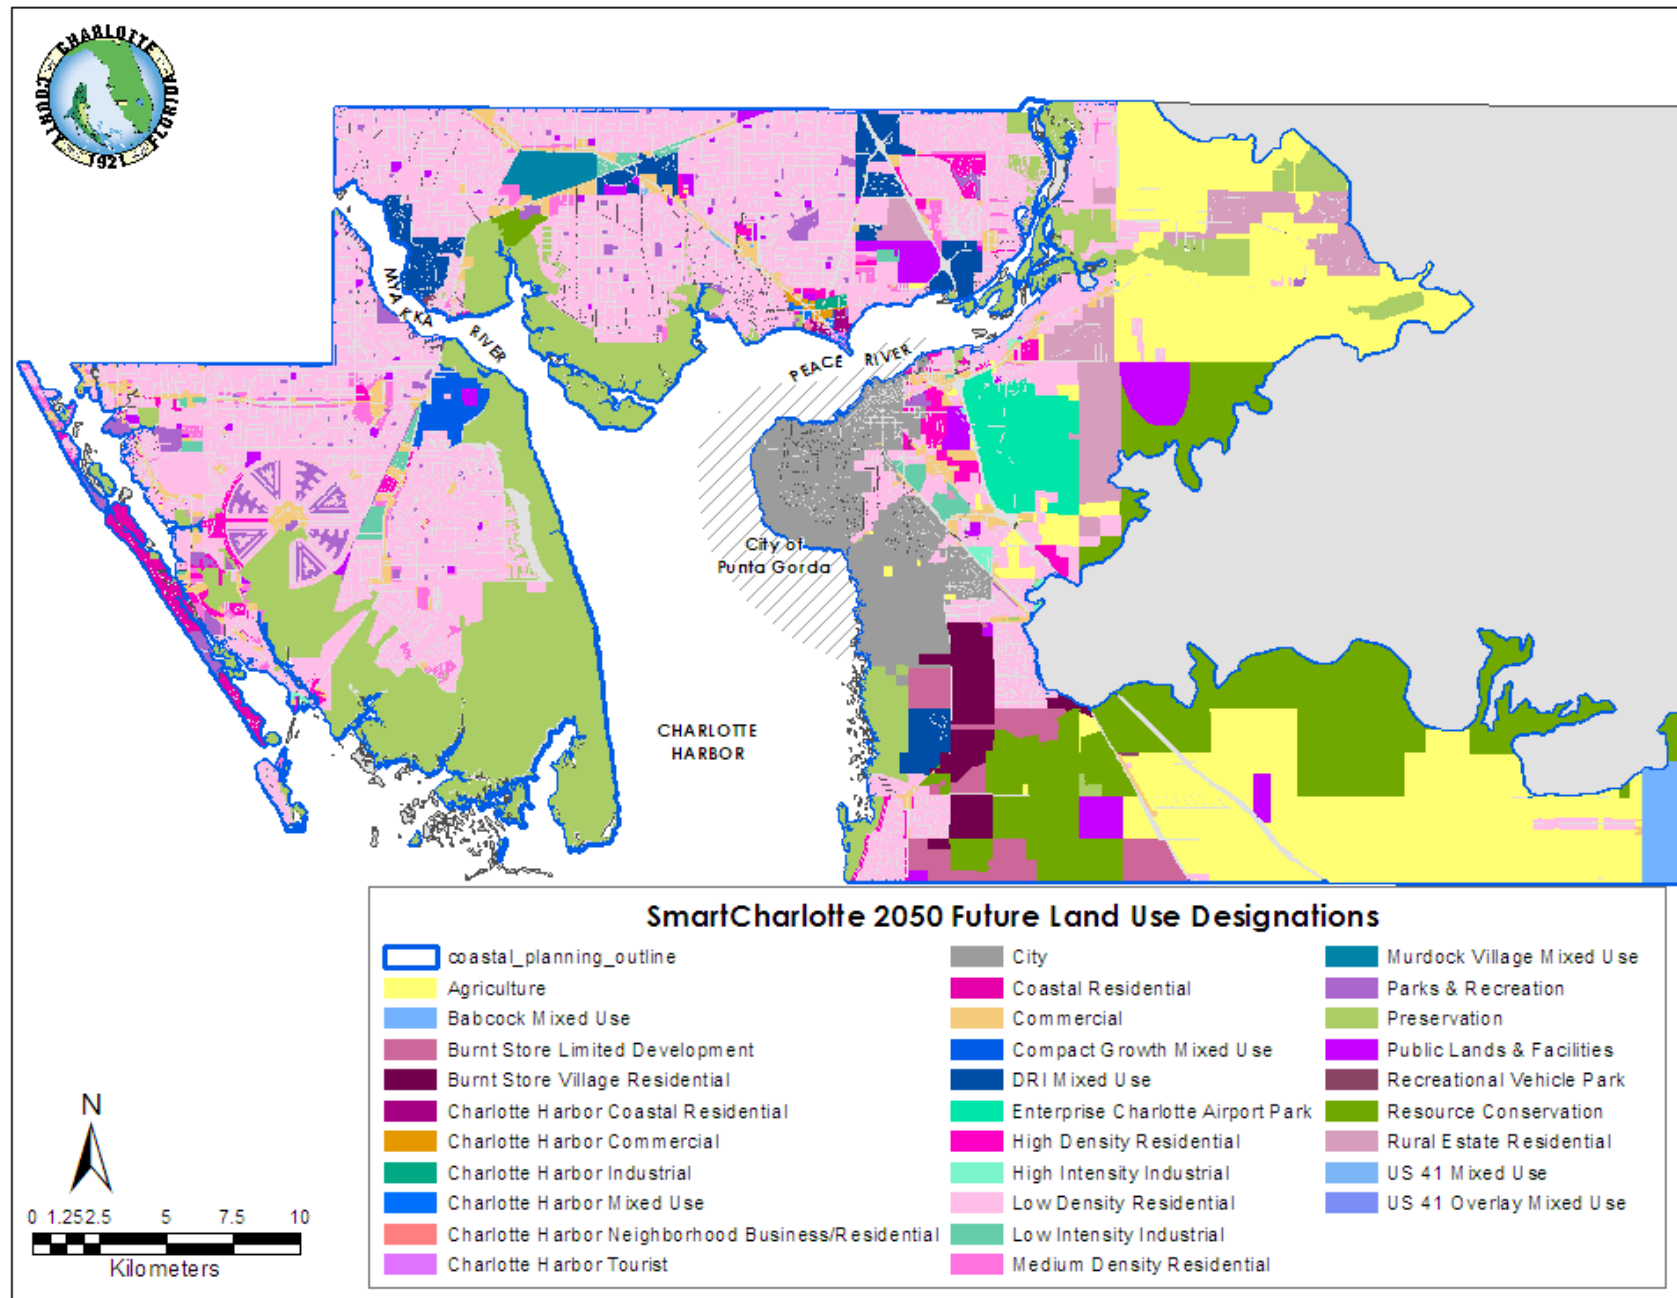 CHARLOTTE
COUNTY
FLORIDA
1921
MYAKKA
RIVER
PEACE RIVER
City of
Punta Gorda
CHARLOTTE
HARBOR
SmartCharlotte 2050 Future Land Use Designations
coastal_planning_outline
Agriculture
Babcock Mixed Use
Burnt Store Limited Development
Burnt Store Village Residential
Charlotte Harbor Coastal Residential
Charlotte Harbor Commercial
Charlotte Harbor Industrial
Charlotte Harbor Mixed Use
Charlotte Harbor Neighborhood Business/Residential
Charlotte Harbor Tourist
City
Coastal Residential
Commercial
Compact Growth Mixed Use
DRI Mixed Use
Enterprise Charlotte Airport Park
High Density Residential
High Intensity Industrial
Low Density Residential
Low Intensity Industrial
Medium Density Residential
Murdock Village Mixed Use
Parks & Recreation
Preservation
Public Lands & Facilities
Recreational Vehicle Park
Resource Conservation
Rural Estate Residential
US 41 Mixed Use
US 41 Overlay Mixed Use
N
0 1.25 2.5 5 7.5 10
Kilometers